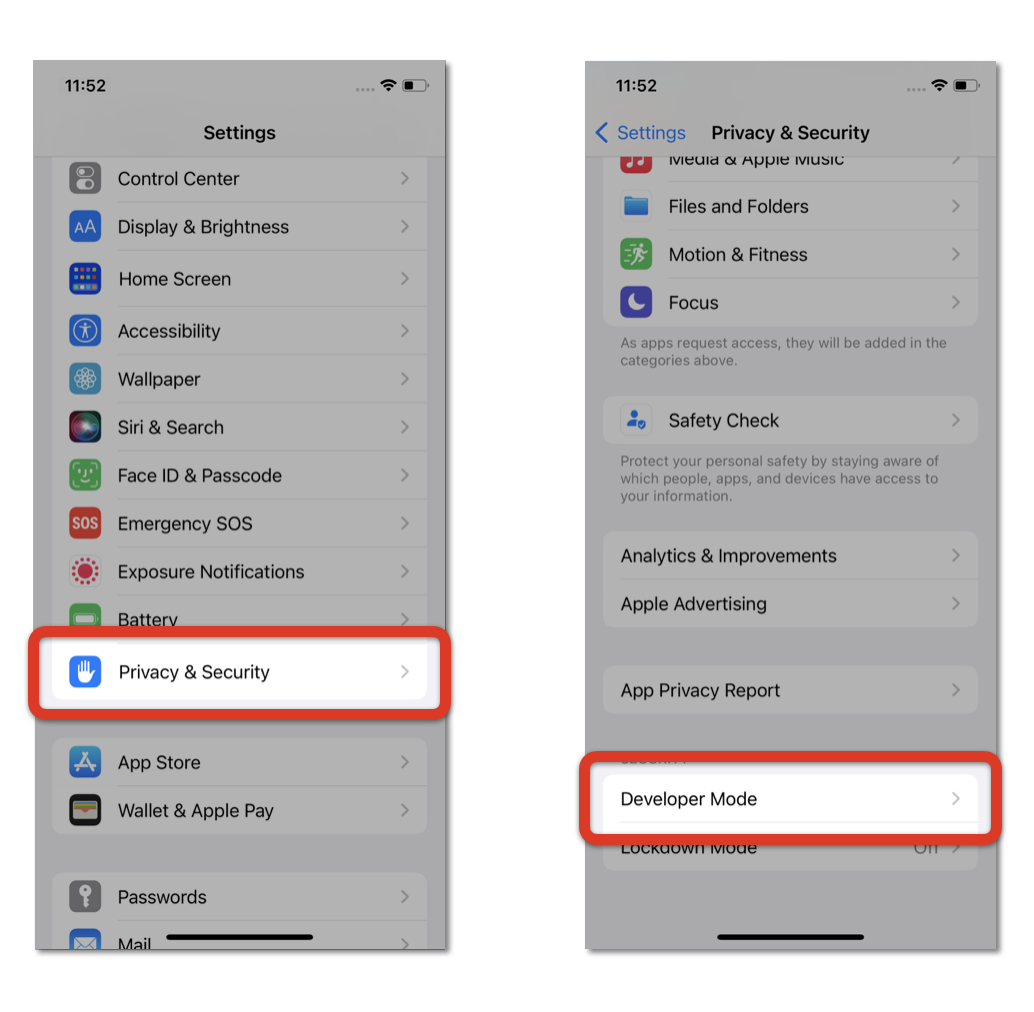 11:52
Settings
Control Center
AA
Display & Brightness
Home Screen
Accessibility
Wallpaper
Siri & Search
Face ID & Passcode
SOS
Emergency SOS
Exposure Notifications
Battery
Privacy & Security
App Store
Wallet & Apple Pay
Passwords
Mail
11:52
Settings
Privacy & Security
Media & Apple Music
Files and Folders
Motion & Fitness
Focus
As apps request access, they will be added in the
categories above.
Safety Check
Protect your personal safety by staying aware of
which people, apps, and devices have access to
your information.
Analytics & Improvements
Apple Advertising
App Privacy Report
SECURITY
Developer Mode
Lockdown Mode Off